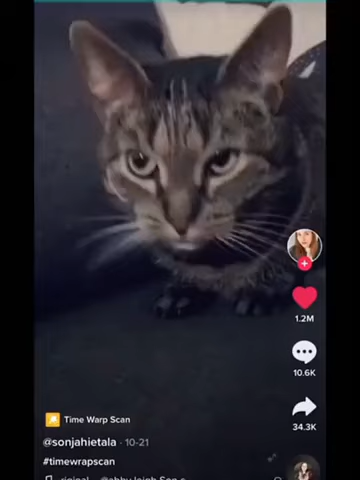 1.2M
10.6K
34.3K
Time Warp Scan
@sonjahietala · 10-21
#timewrapscan